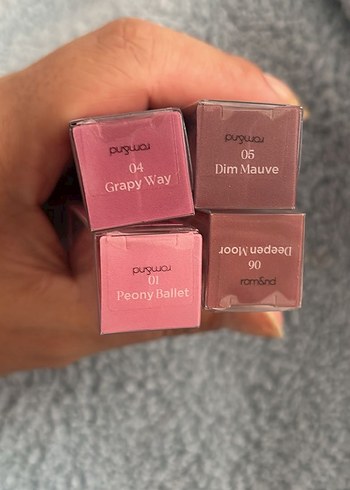 rom&nd
04
Grapy Way
rom&nd
05
Dim Mauve
rom&nd
01
Peony Ballet
rom&nd
06
Deepen Moor